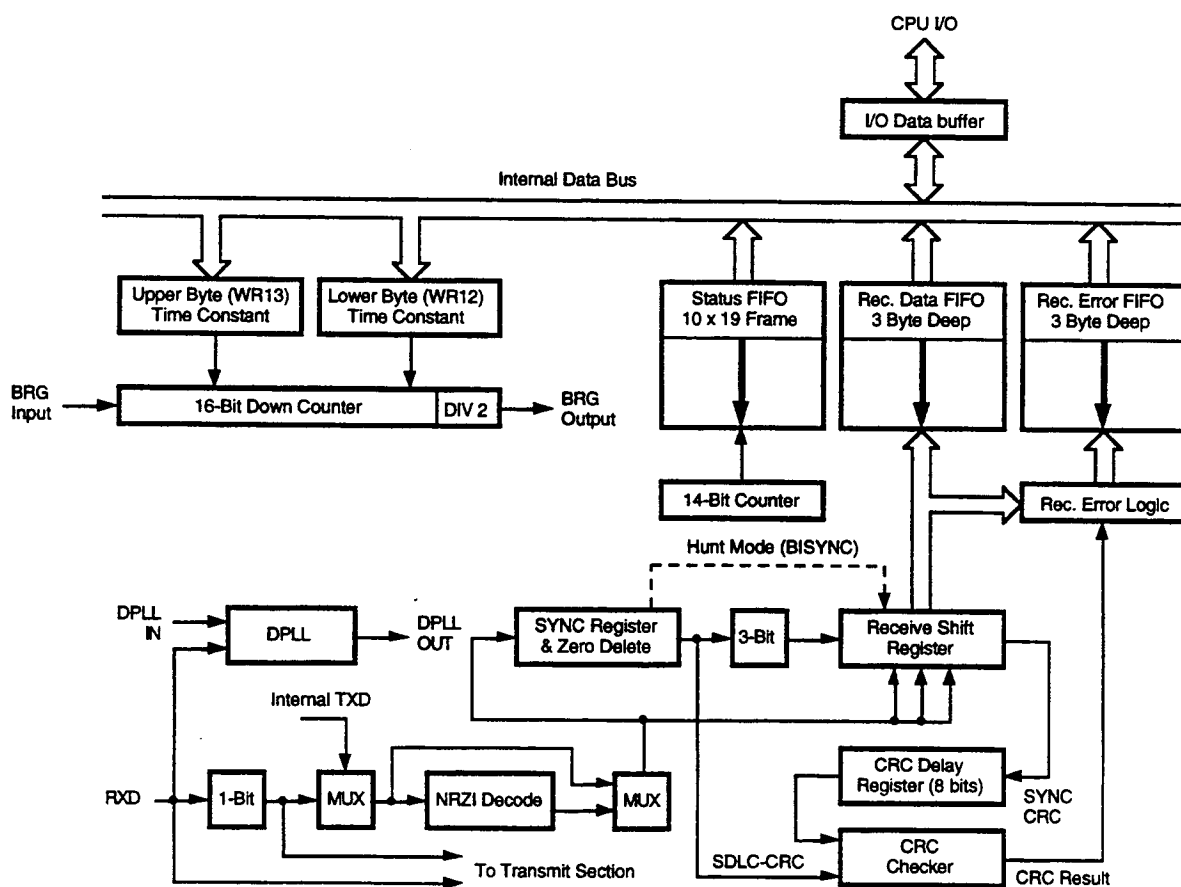 CPU I/O
I/O Data buffer
Internal Data Bus
Upper Byte (WR13)
Time Constant
Lower Byte (WR12)
Time Constant
Status FIFO
10 x 19 Frame
Rec. Data FIFO
3 Byte Deep
Rec. Error FIFO
3 Byte Deep
BRG
Input
16-Bit Down Counter
DIV 2
BRG
Output
14-Bit Counter
Rec. Error Logic
Hunt Mode (BISYNC)
DPLL
IN
DPLL
DPLL
OUT
SYNC Register
& Zero Delete
3-Bit
Receive Shift
Register
Internal TXD
RXD
1-Bit
MUX
NRZI Decode
MUX
CRC Delay
Register (8 bits)
SYNC
CRC
To Transmit Section
SDLC-CRC
CRC
Checker
CRC Result